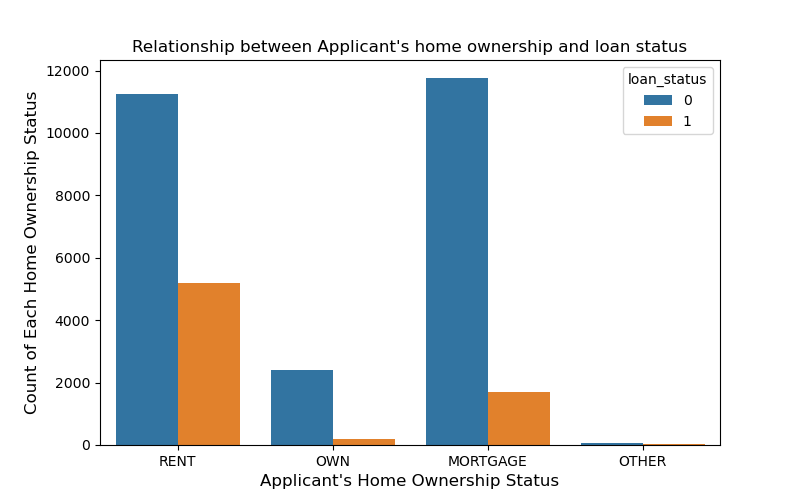 Relationship between Applicant's home ownership and loan status
loan_status
0
1
12000
10000
8000
6000
4000
2000
0
Count of Each Home Ownership Status
RENT
OWN
MORTGAGE
OTHER
Applicant's Home Ownership Status